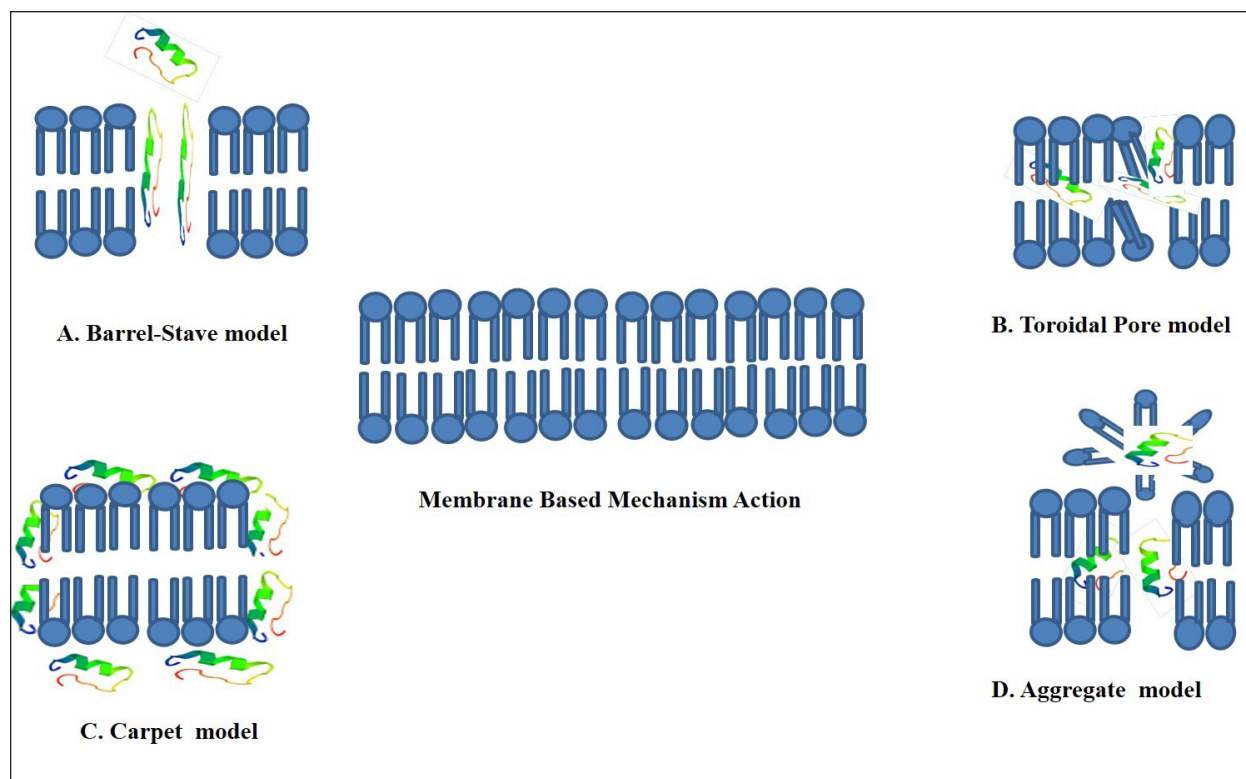 A. Barrel-Stave model
B. Toroidal Pore model
Membrane Based Mechanism Action
C. Carpet model
D. Aggregate model